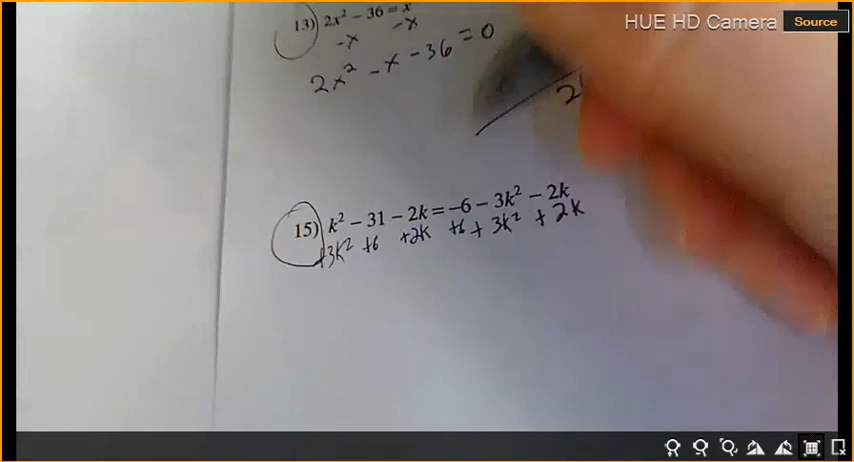 HUE HD Camera Source
13) 2x² − 36 = x
-x -x
2x² - x - 36 = 0
15) k² − 31 − 2k = −6 − 3k² − 2k
+3k² +6 +2k +6 + 3k² + 2k